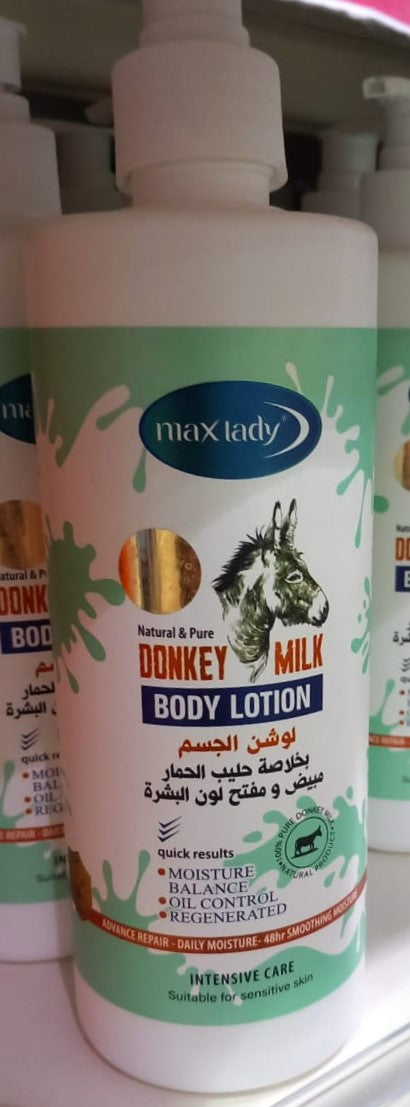 max lady
Natural & Pure
DONKEY MILK
BODY LOTION
لوشن الجسم
بخلاصة حليب الحمار
مبيض و مفتح لون البشرة
quick results
• MOISTURE
BALANCE
• OIL CONTROL
• REGENERATED
100% PURE DONKEY MILK
NATURAL PRODUCT
ADVANCE REPAIR - DAILY MOISTURE- 48hr SMOOTHING MOISTURE
INTENSIVE CARE
Suitable for sensitive skin